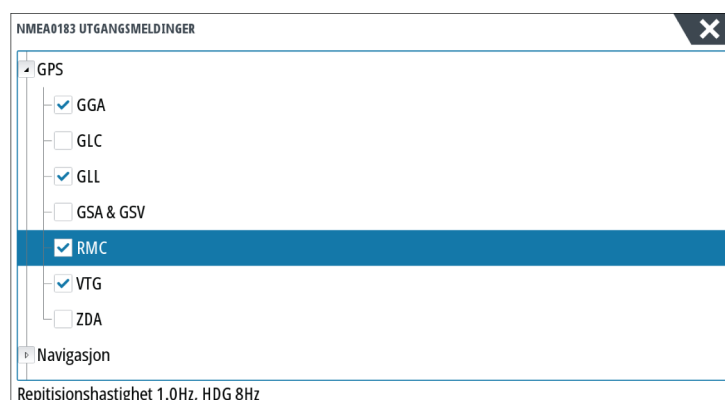 NMEA0183 UTGANGSMELDINGER
GPS
GGA
GLC
GLL
GSA & GSV
RMC
VTG
ZDA
Navigasjon
Repitisjonshastighet 1.0Hz, HDG 8Hz